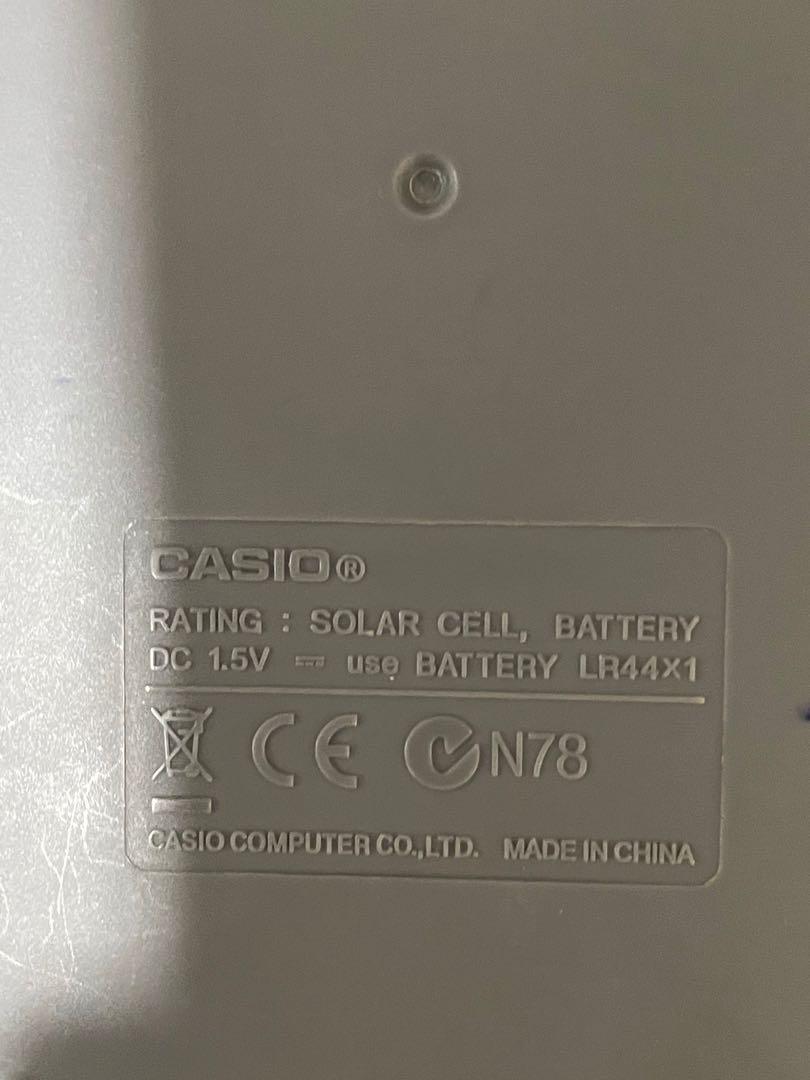 CASIO®
RATING : SOLAR CELL, BATTERY
DC 1.5V ⎓ use BATTERY LR44X1
CE N78
CASIO COMPUTER CO.,LTD. MADE IN CHINA